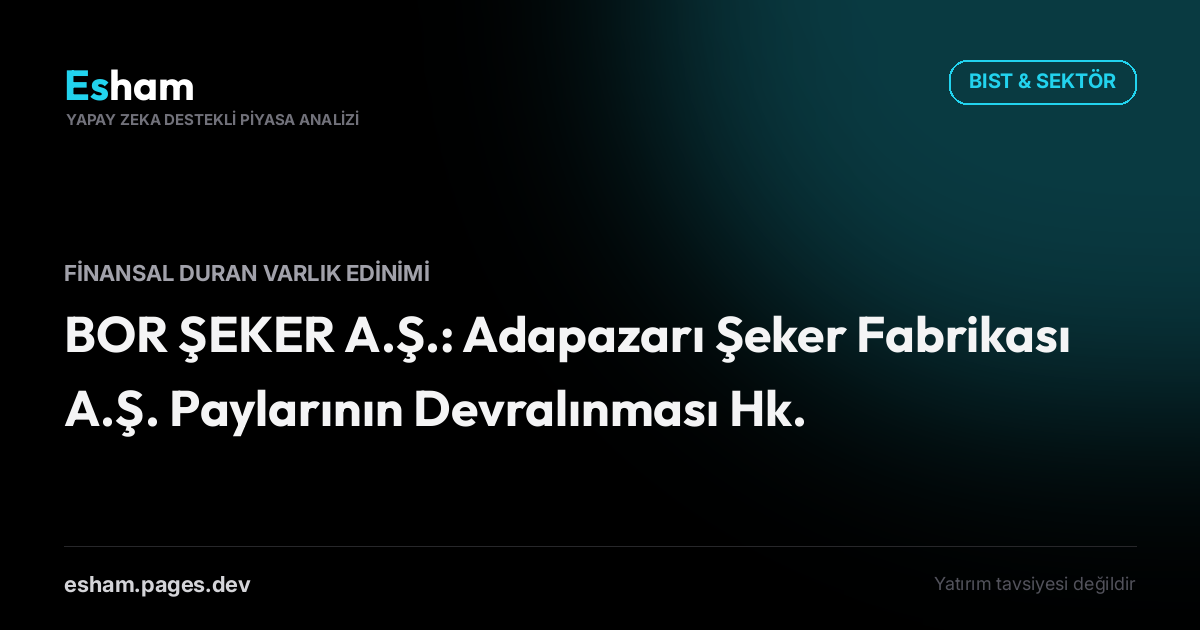 Esham
YAPAY ZEKA DESTEKLİ PİYASA ANALİZİ
BIST & SEKTÖR
FİNANSAL DURAN VARLIK EDİNİMİ
BOR ŞEKER A.Ş.: Adapazarı Şeker Fabrikası
A.Ş. Paylarının Devralınması Hk.
esham.pages.dev
Yatırım tavsiyesi değildir